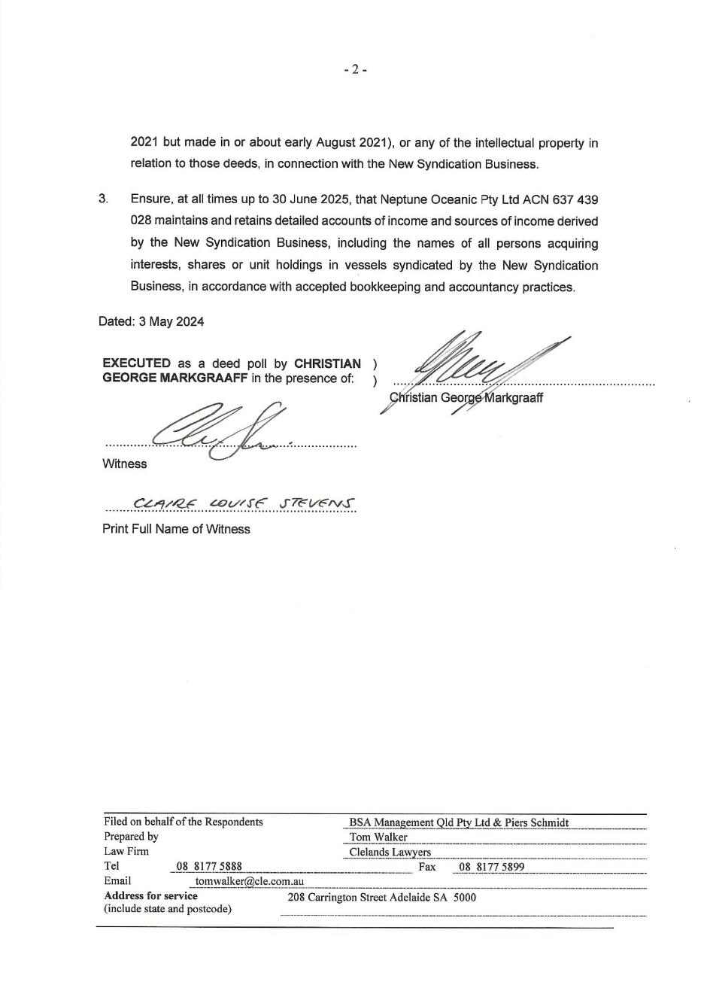 - 2 -
2021 but made in or about early August 2021), or any of the intellectual property in
relation to those deeds, in connection with the New Syndication Business.
3. Ensure, at all times up to 30 June 2025, that Neptune Oceanic Pty Ltd ACN 637 439
028 maintains and retains detailed accounts of income and sources of income derived
by the New Syndication Business, including the names of all persons acquiring
interests, shares or unit holdings in vessels syndicated by the New Syndication
Business, in accordance with accepted bookkeeping and accountancy practices.
Dated: 3 May 2024
EXECUTED as a deed poll by CHRISTIAN )
GEORGE MARKGRAAFF in the presence of: )
Christian George Markgraaff
Witness
CLAIRE LOUISE STEVENS
Print Full Name of Witness
Filed on behalf of the Respondents BSA Management Qld Pty Ltd & Piers Schmidt
Prepared by Tom Walker
Law Firm Clelands Lawyers
Tel 08 8177 5888 Fax 08 8177 5899
Email tomwalker@cle.com.au
Address for service 208 Carrington Street Adelaide SA 5000
(include state and postcode)